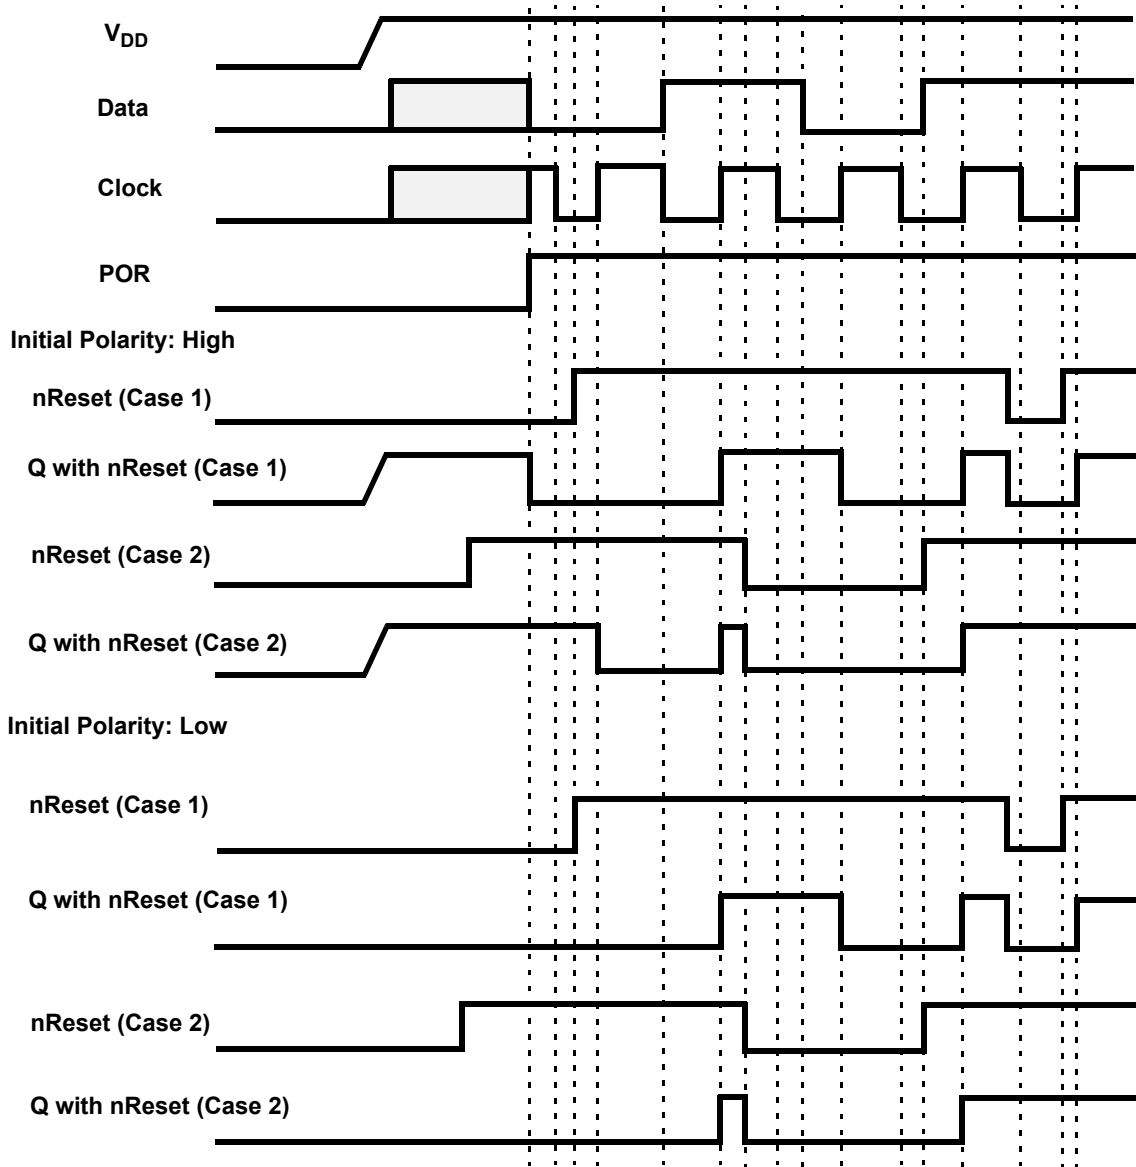 VDD
Data
Clock
POR
Initial Polarity: High
nReset (Case 1)
Q with nReset (Case 1)
nReset (Case 2)
Q with nReset (Case 2)
Initial Polarity: Low
nReset (Case 1)
Q with nReset (Case 1)
nReset (Case 2)
Q with nReset (Case 2)